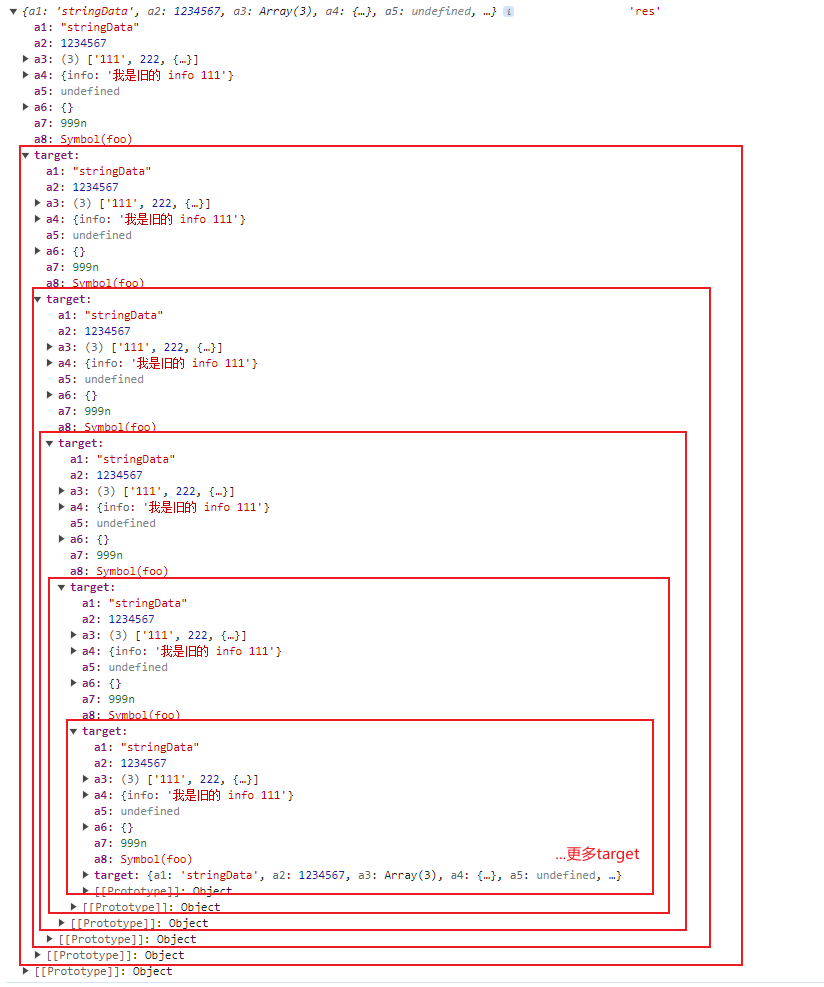 {a1: 'stringData', a2: 1234567, a3: Array(3), a4: {…}, a5: undefined, …} i 'res'
a1: "stringData"
a2: 1234567
a3: (3) ['111', 222, {…}]
a4: {info: '我是旧的 info 111'}
a5: undefined
a6: {}
a7: 999n
a8: Symbol(foo)
target:
a1: "stringData"
a2: 1234567
a3: (3) ['111', 222, {…}]
a4: {info: '我是旧的 info 111'}
a5: undefined
a6: {}
a7: 999n
a8: Symbol(foo)
target:
a1: "stringData"
a2: 1234567
a3: (3) ['111', 222, {…}]
a4: {info: '我是旧的 info 111'}
a5: undefined
a6: {}
a7: 999n
a8: Symbol(foo)
target:
a1: "stringData"
a2: 1234567
a3: (3) ['111', 222, {…}]
a4: {info: '我是旧的 info 111'}
a5: undefined
a6: {}
a7: 999n
a8: Symbol(foo)
target:
a1: "stringData"
a2: 1234567
a3: (3) ['111', 222, {…}]
a4: {info: '我是旧的 info 111'}
a5: undefined
a6: {}
a7: 999n
a8: Symbol(foo)
target:
a1: "stringData"
a2: 1234567
a3: (3) ['111', 222, {…}]
a4: {info: '我是旧的 info 111'}
a5: undefined
a6: {}
a7: 999n
a8: Symbol(foo)
...更多target
target: {a1: 'stringData', a2: 1234567, a3: Array(3), a4: {…}, a5: undefined, …}
[[Prototype]]: Object
[[Prototype]]: Object
[[Prototype]]: Object
[[Prototype]]: Object
[[Prototype]]: Object
[[Prototype]]: Object